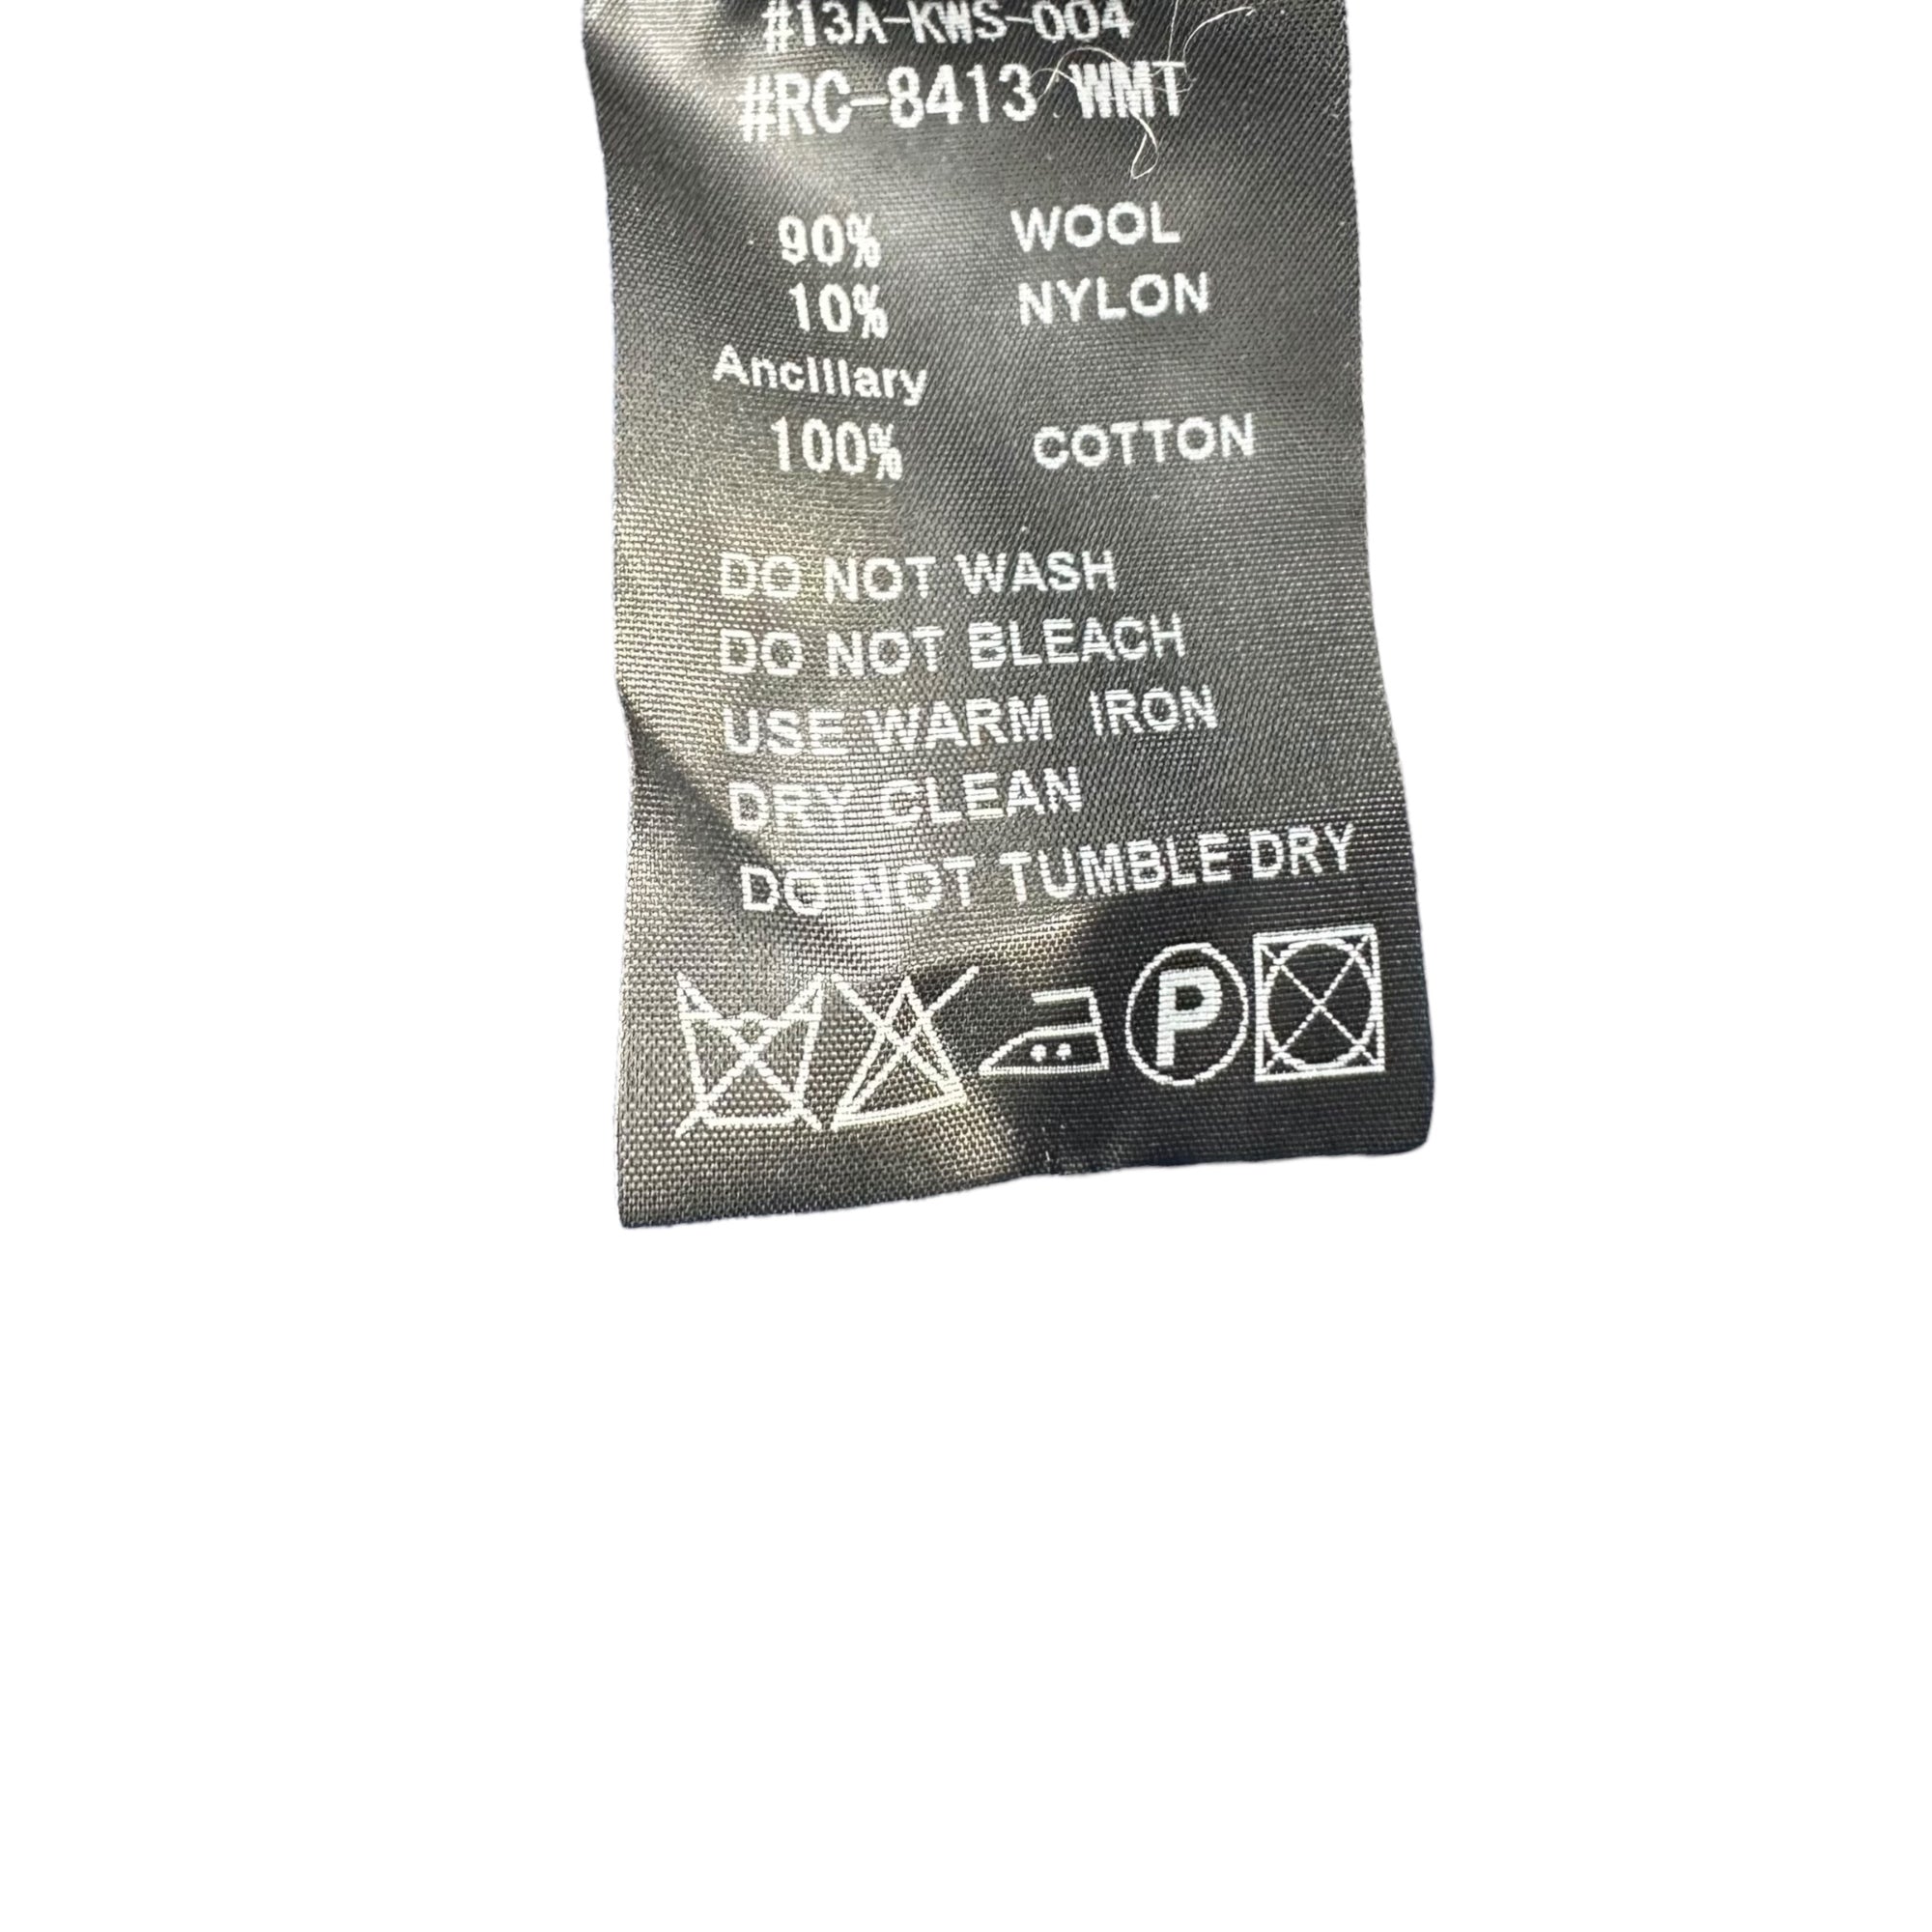 #13A-KWS-004
#RC-8413 WMT
90% WOOL
10% NYLON
Ancillary
100% COTTON
DO NOT WASH
DO NOT BLEACH
USE WARM IRON
DRY CLEAN
DO NOT TUMBLE DRY
P